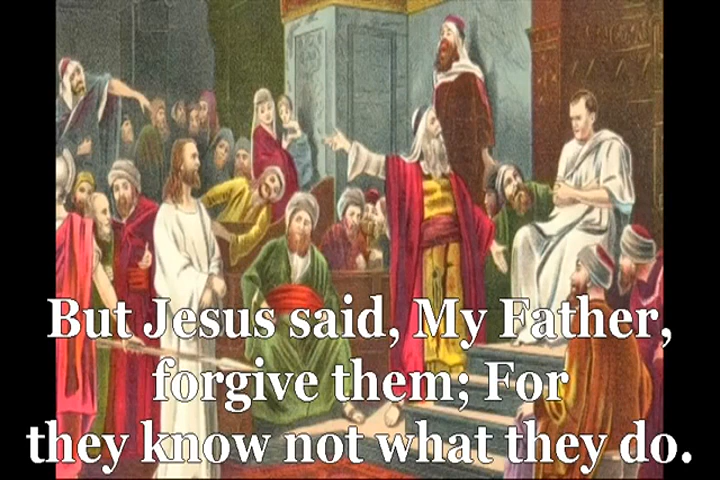 But Jesus said, My Father,
forgive them; For
they know not what they do.